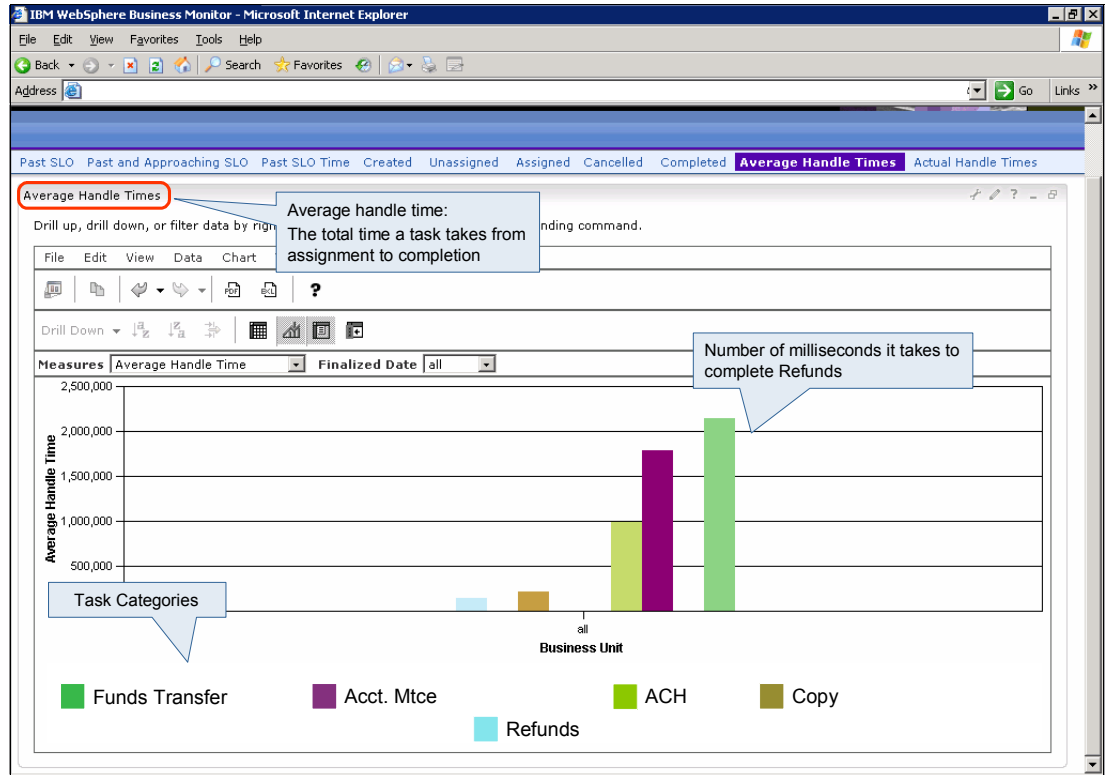 IBM WebSphere Business Monitor - Microsoft Internet Explorer
File Edit View Favorites Tools Help
Back Search Favorites
Address Go Links »
Past SLO Past and Approaching SLO Past SLO Time Created Unassigned Assigned Cancelled Completed Average Handle Times Actual Handle Times
Average Handle Times
Average handle time:
The total time a task takes from
assignment to completion
Drill up, drill down, or filter data by nding command.
File Edit View Data Chart
PDF ?
Drill Down
Measures Average Handle Time Finalized Date all
Number of milliseconds it takes to
complete Refunds
2,500,000
2,000,000
1,500,000
1,000,000
500,000
Average Handle Time
Task Categories
all
Business Unit
Funds Transfer Acct. Mtce ACH Copy
Refunds